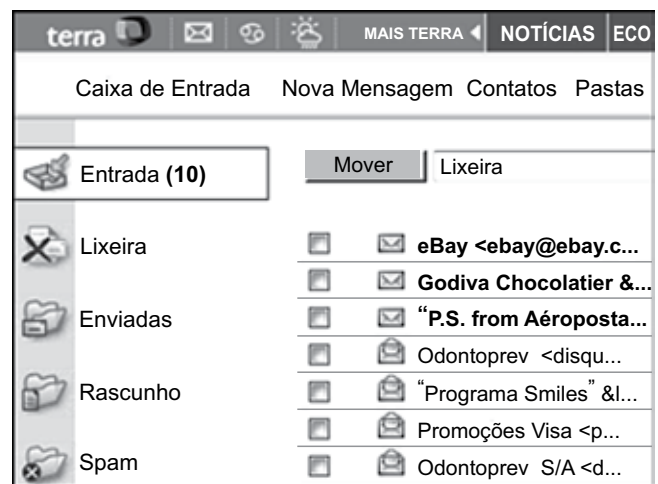 terra MAIS TERRA NOTÍCIAS ECO
Caixa de Entrada Nova Mensagem Contatos Pastas
Entrada (10)
Mover Lixeira
Lixeira
Enviadas
Rascunho
Spam
eBay <ebay@ebay.c...
Godiva Chocolatier &...
“P.S. from Aéroposta...
Odontoprev <disqu...
“Programa Smiles” &l...
Promoções Visa <p...
Odontoprev S/A <d...